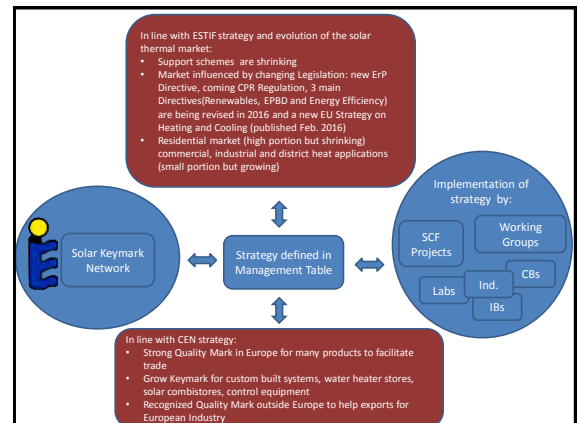 In line with ESTIF strategy and evolution of the solar
thermal market:
• Support schemes are shrinking
• Market influenced by changing Legislation: new ErP
Directive, coming CPR Regulation, 3 main
Directives(Renewables, EPBD and Energy Efficiency)
are being revised in 2016 and a new EU Strategy on
Heating and Cooling (published Feb. 2016)
• Residential market (high portion but shrinking)
commercial, industrial and district heat applications
(small portion but growing)
Solar Keymark
Network
Strategy defined in
Management Table
Implementation of
strategy by:
SCF
Projects
Working
Groups
Labs
Ind.
CBs
IBs
In line with CEN strategy:
• Strong Quality Mark in Europe for many products to facilitate
trade
• Grow Keymark for custom built systems, water heater stores,
solar combistores, control equipment
• Recognized Quality Mark outside Europe to help exports for
European Industry